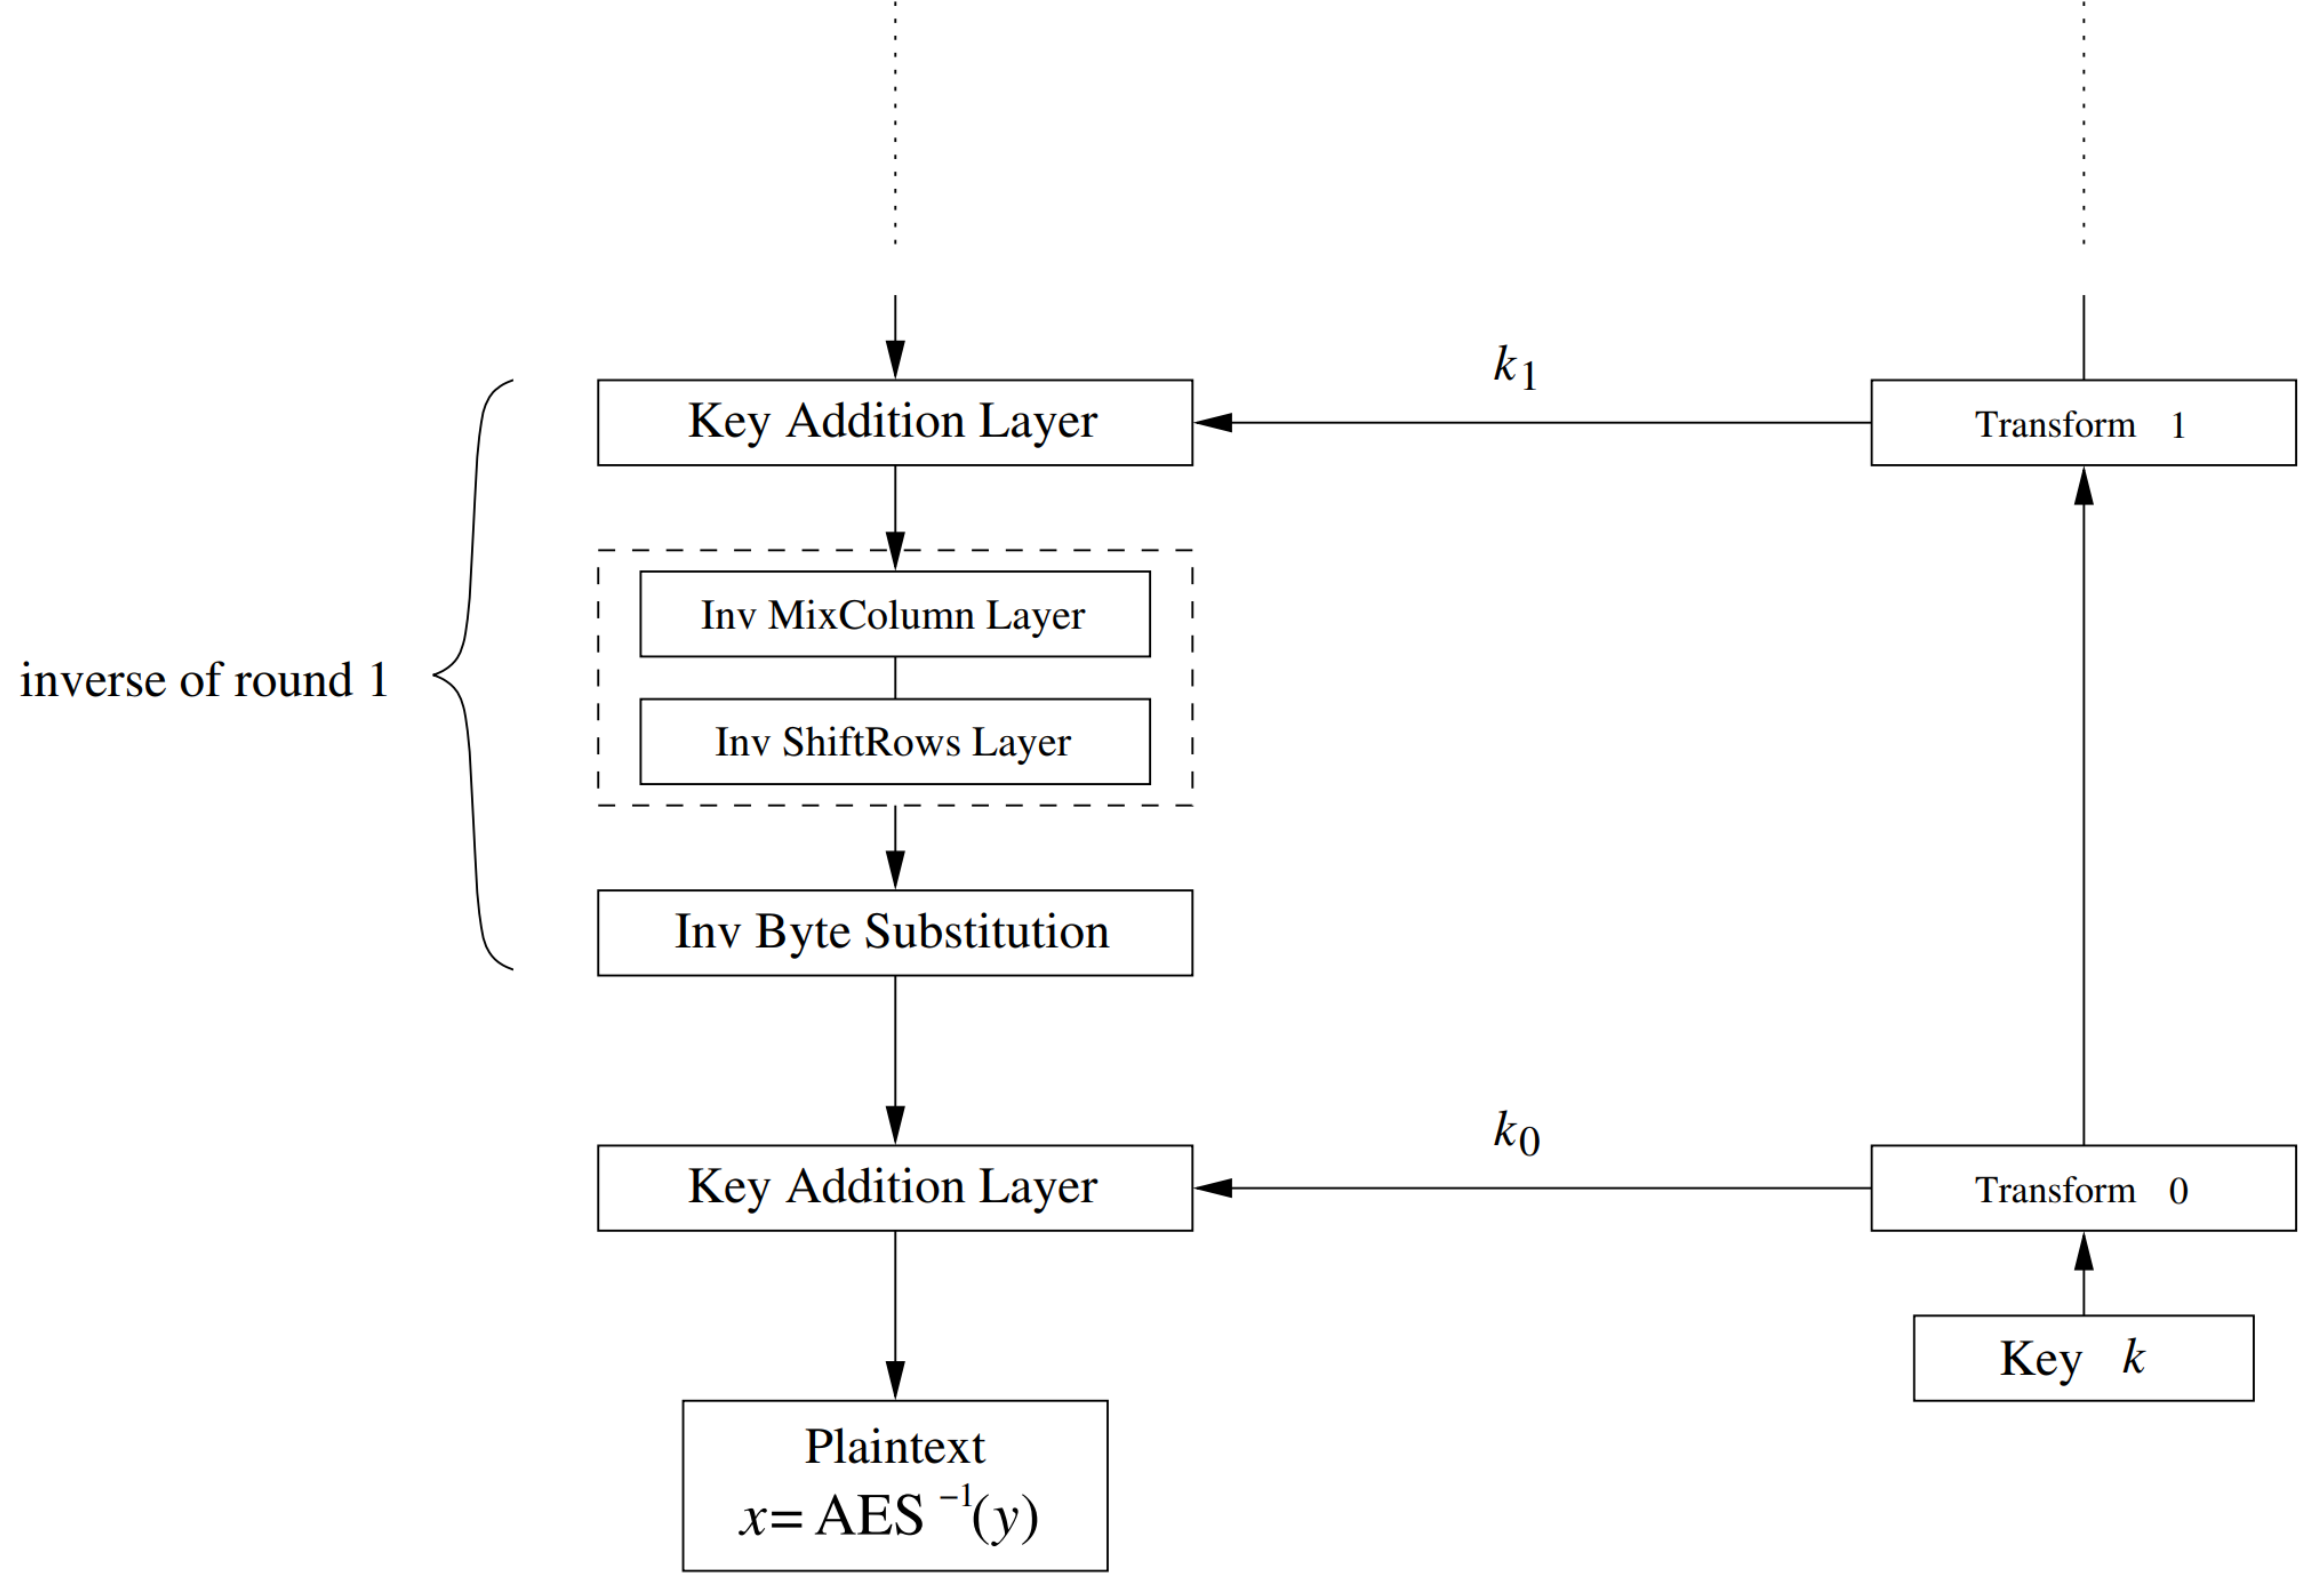 k1
Key Addition Layer
Transform 1
Inv MixColumn Layer
inverse of round 1
Inv ShiftRows Layer
Inv Byte Substitution
k0
Key Addition Layer
Transform 0
Key k
Plaintext
x= AES −1(y)